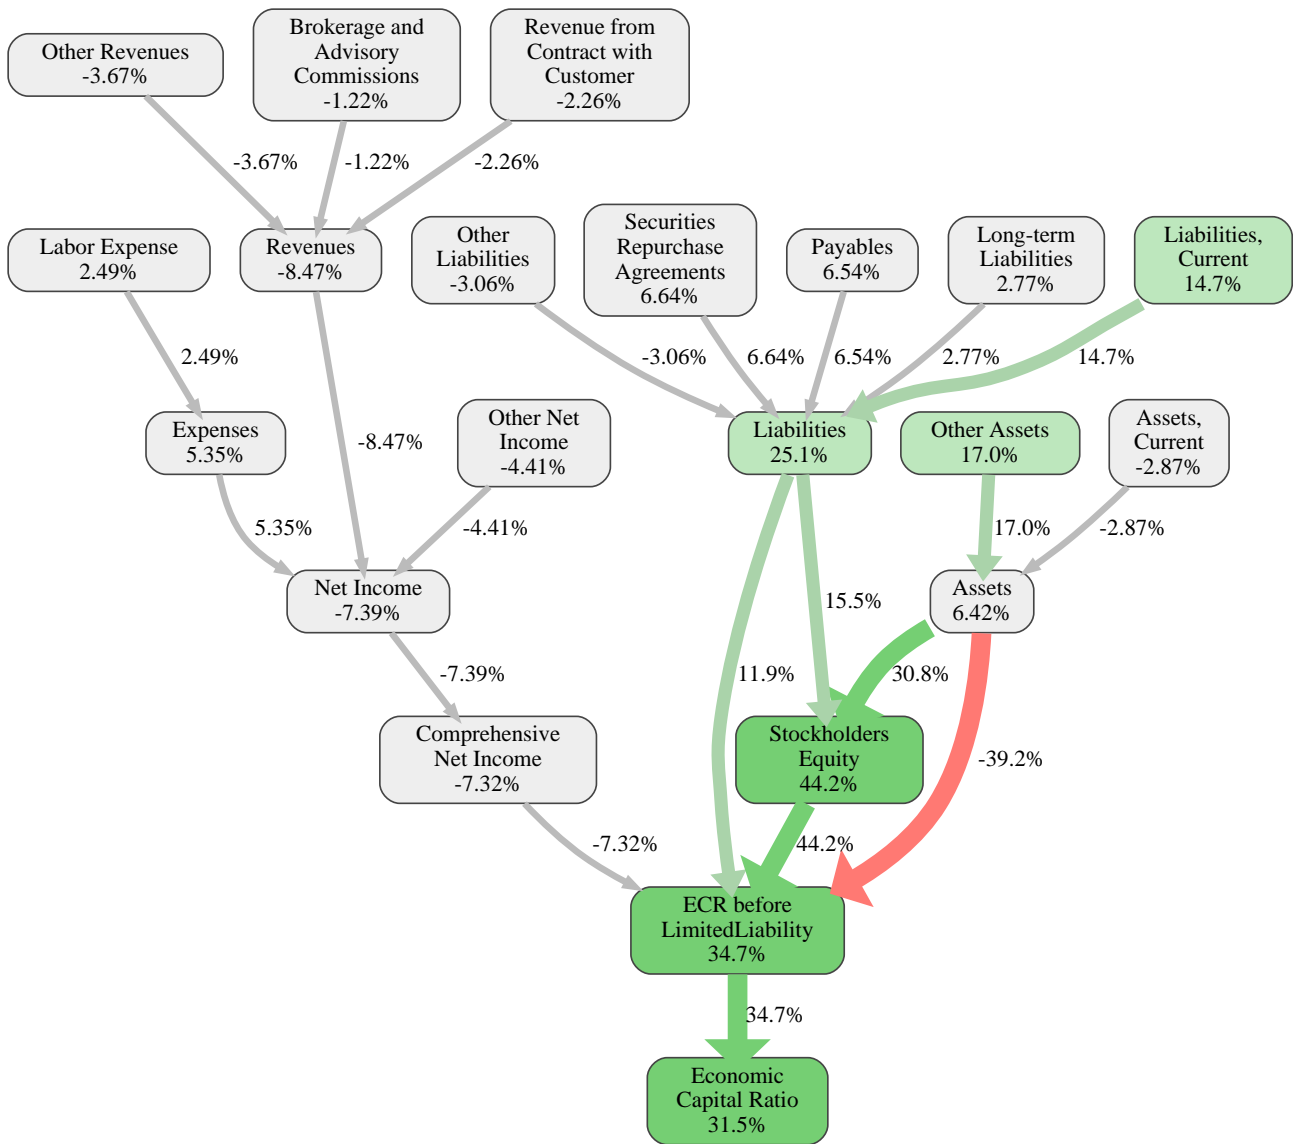 Other Revenues
-3.67%
Brokerage and
Advisory
Commissions
-1.22%
Revenue from
Contract with
Customer
-2.26%
-3.67%
-1.22%
-2.26%
Labor Expense
2.49%
Revenues
-8.47%
Other
Liabilities
-3.06%
Securities
Repurchase
Agreements
6.64%
Payables
6.54%
Long-term
Liabilities
2.77%
Liabilities,
Current
14.7%
2.49%
-3.06%
6.64%
6.54%
2.77%
14.7%
Expenses
5.35%
-8.47%
Other Net
Income
-4.41%
Liabilities
25.1%
Other Assets
17.0%
Assets,
Current
-2.87%
5.35%
-4.41%
17.0%
-2.87%
Net Income
-7.39%
15.5%
Assets
6.42%
-7.39%
11.9%
30.8%
Comprehensive
Net Income
-7.32%
Stockholders
Equity
44.2%
-39.2%
-7.32%
44.2%
ECR before
LimitedLiability
34.7%
34.7%
Economic
Capital Ratio
31.5%